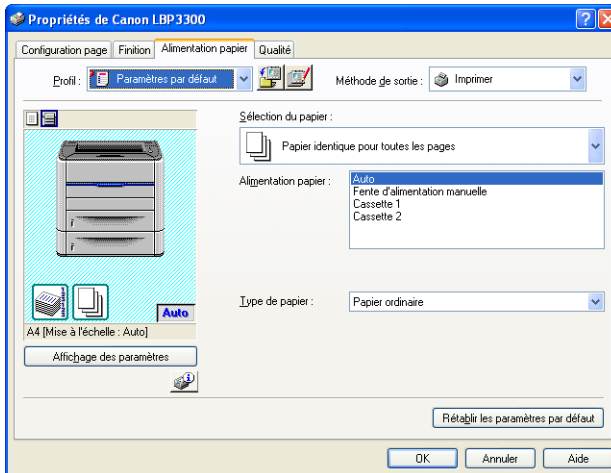 Propriétés de Canon LBP3300
Configuration page Finition Alimentation papier Qualité
Profil : Paramètres par défaut Méthode de sortie : Imprimer
Sélection du papier :
Papier identique pour toutes les pages
Alimentation papier : Auto
Fente d'alimentation manuelle
Cassette 1
Cassette 2
Type de papier : Papier ordinaire
Auto
A4 [Mise à l'échelle : Auto]
Affichage des paramètres
Rétablir les paramètres par défaut
OK Annuler Aide